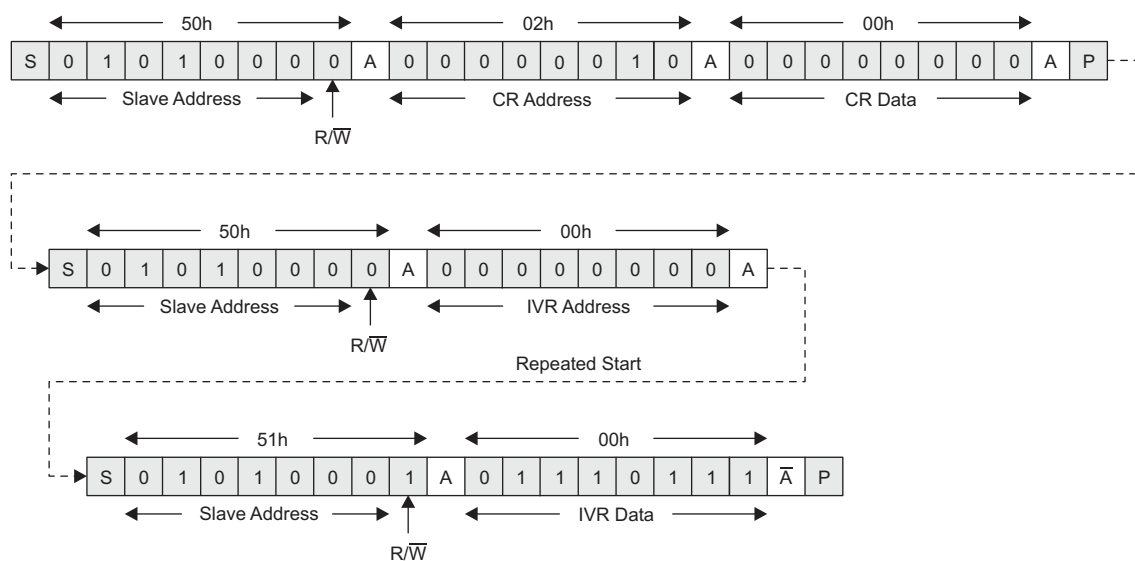 50h 02h 00h
S 0 1 0 1 0 0 0 0 A 0 0 0 0 0 0 1 0 A 0 0 0 0 0 0 0 0 A P
Slave Address CR Address CR Data
R/W̅
50h 00h
S 0 1 0 1 0 0 0 0 A 0 0 0 0 0 0 0 0 A
Slave Address IVR Address
R/W̅
Repeated Start
51h 00h
S 0 1 0 1 0 0 0 1 A 0 1 1 1 0 1 1 1 A̅ P
Slave Address IVR Data
R/W̅